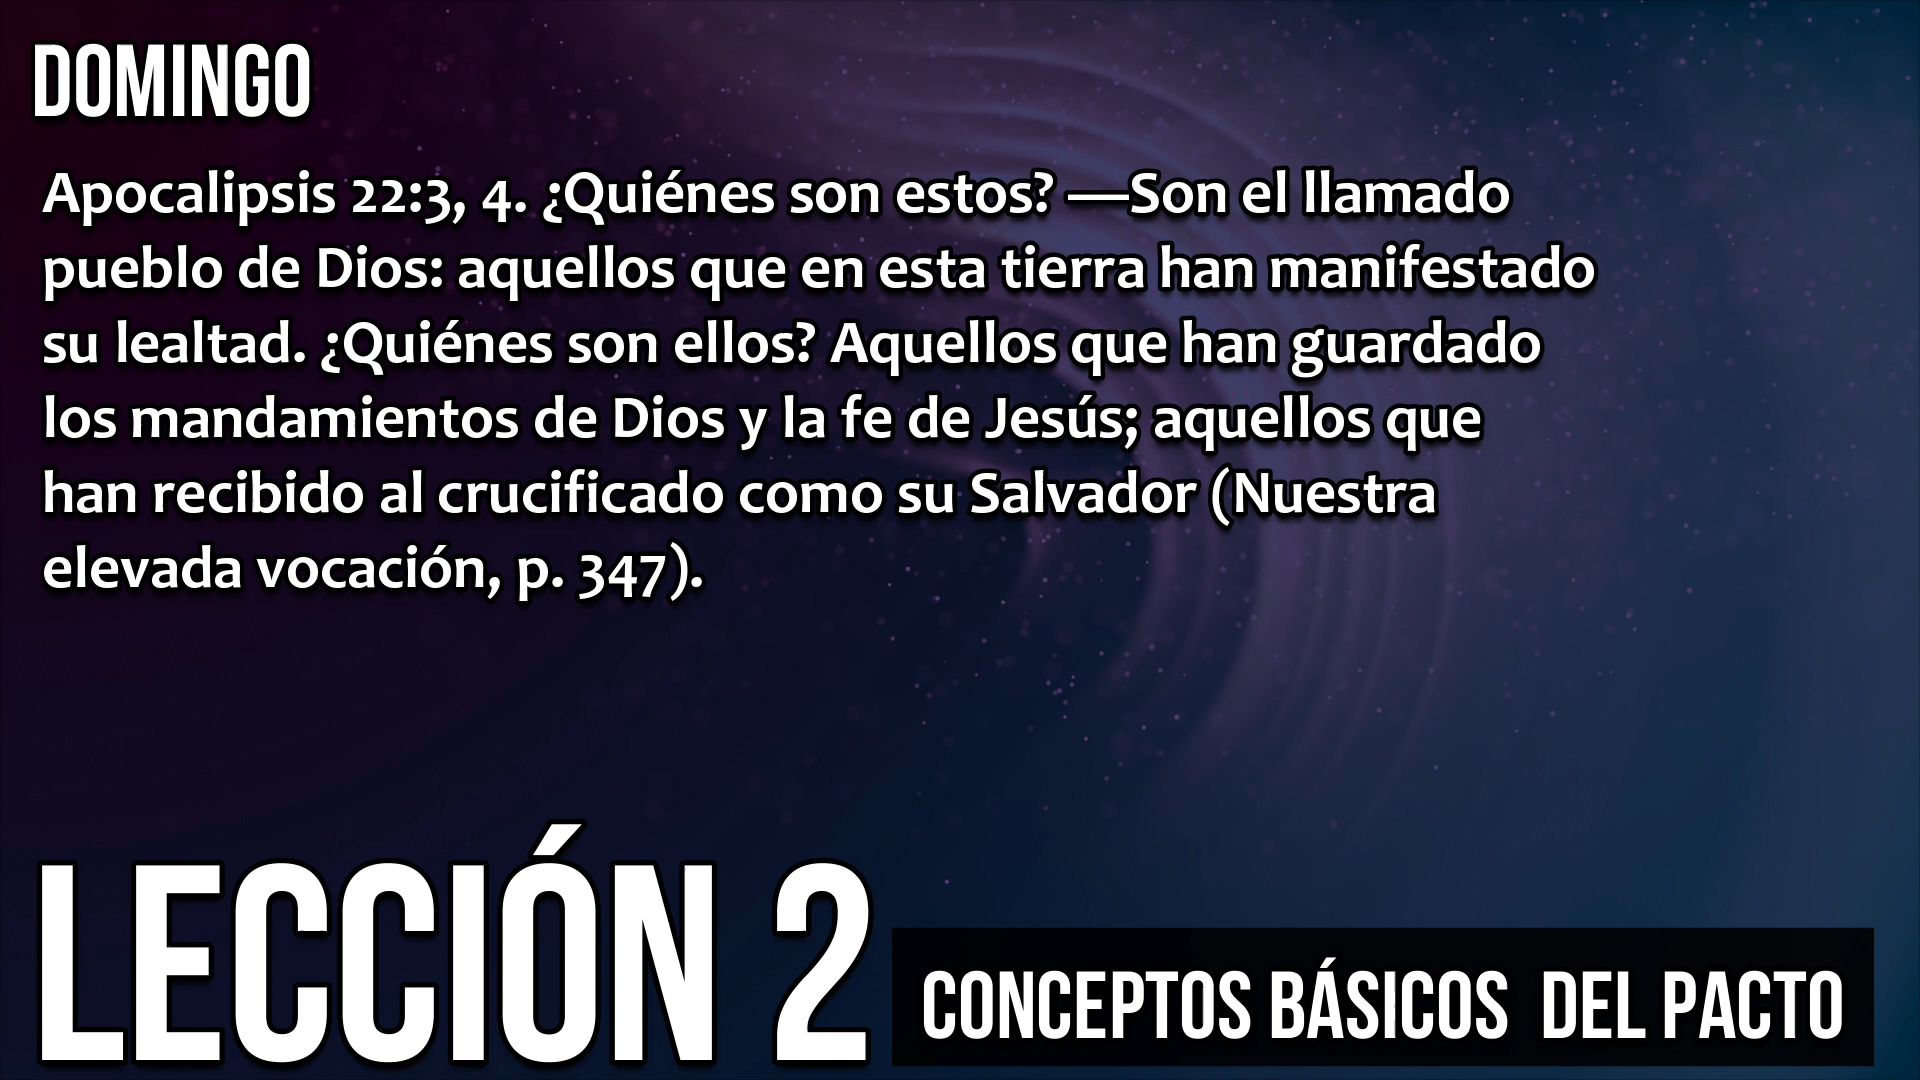 DOMINGO
Apocalipsis 22:3, 4. ¿Quiénes son estos? —Son el llamado
pueblo de Dios: aquellos que en esta tierra han manifestado
su lealtad. ¿Quiénes son ellos? Aquellos que han guardado
los mandamientos de Dios y la fe de Jesús; aquellos que
han recibido al crucificado como su Salvador (Nuestra
elevada vocación, p. 347).
LECCIÓN 2
CONCEPTOS BÁSICOS DEL PACTO